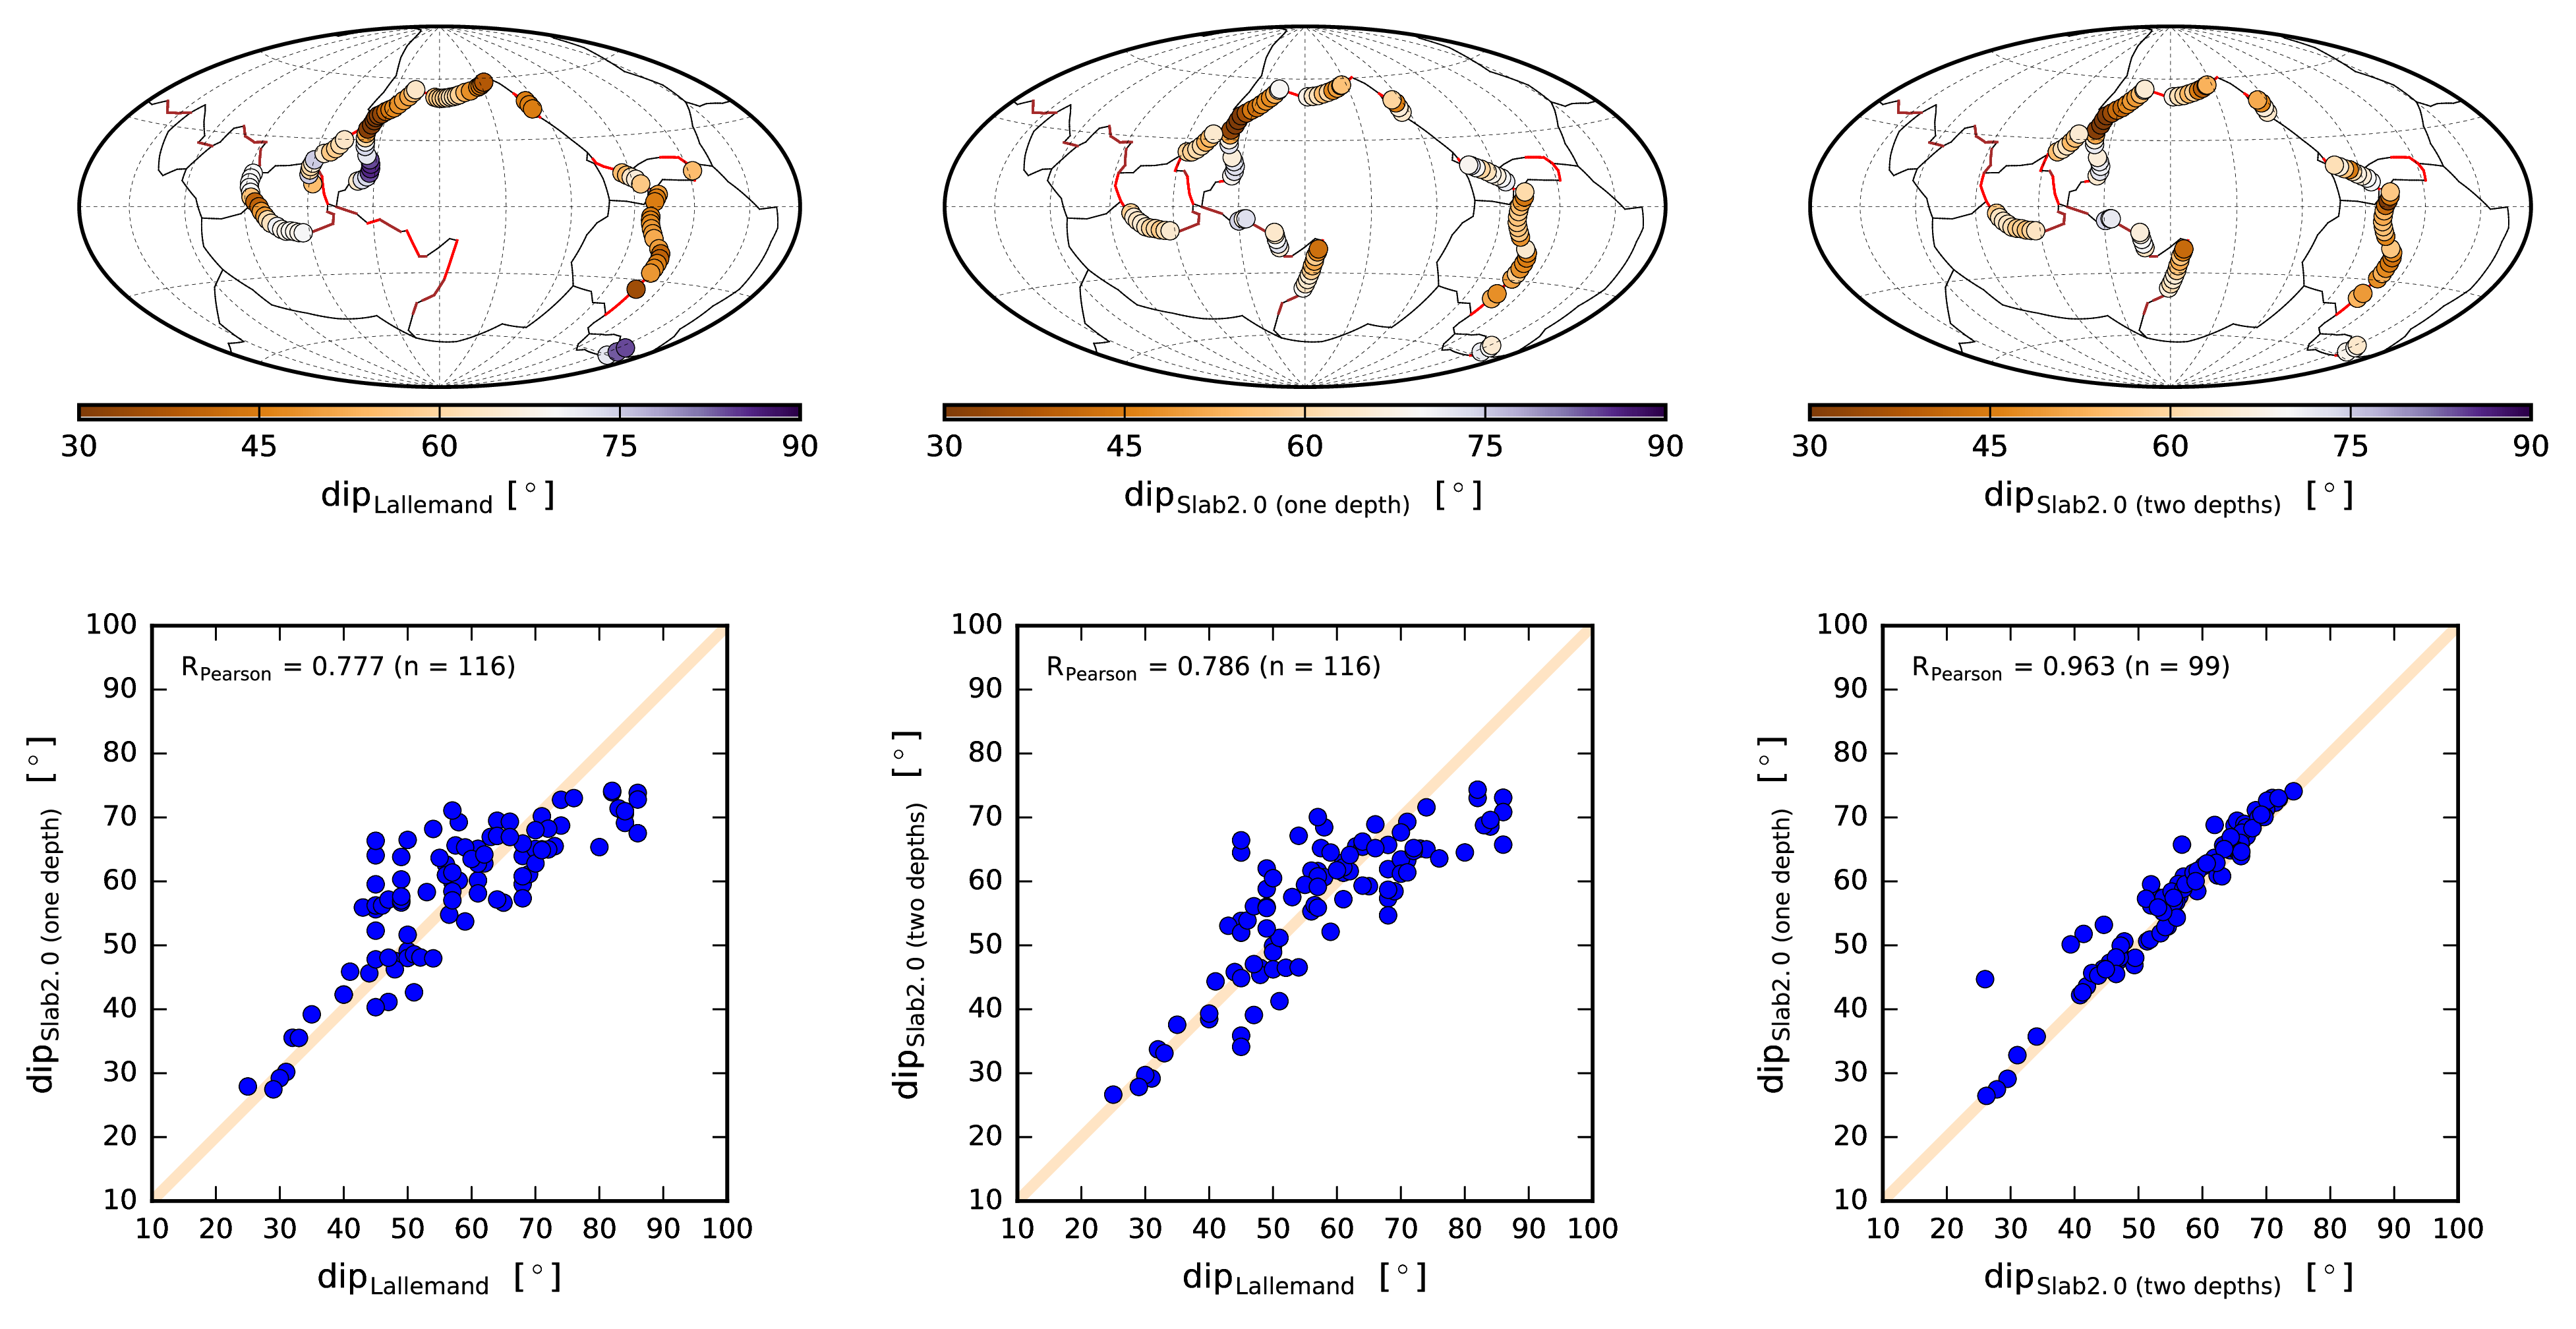 30 45 60 75 90
dip_Lallemand [°]
30 45 60 75 90
dip_Slab2.0 (one depth) [°]
30 45 60 75 90
dip_Slab2.0 (two depths) [°]
R_Pearson = 0.777 (n = 116)
100
90
80
70
60
50
40
30
20
10
10 20 30 40 50 60 70 80 90 100
dip_Slab2.0 (one depth) [°]
dip_Lallemand [°]
R_Pearson = 0.786 (n = 116)
100
90
80
70
60
50
40
30
20
10
10 20 30 40 50 60 70 80 90 100
dip_Slab2.0 (two depths) [°]
dip_Lallemand [°]
R_Pearson = 0.963 (n = 99)
100
90
80
70
60
50
40
30
20
10
10 20 30 40 50 60 70 80 90 100
dip_Slab2.0 (one depth) [°]
dip_Slab2.0 (two depths) [°]